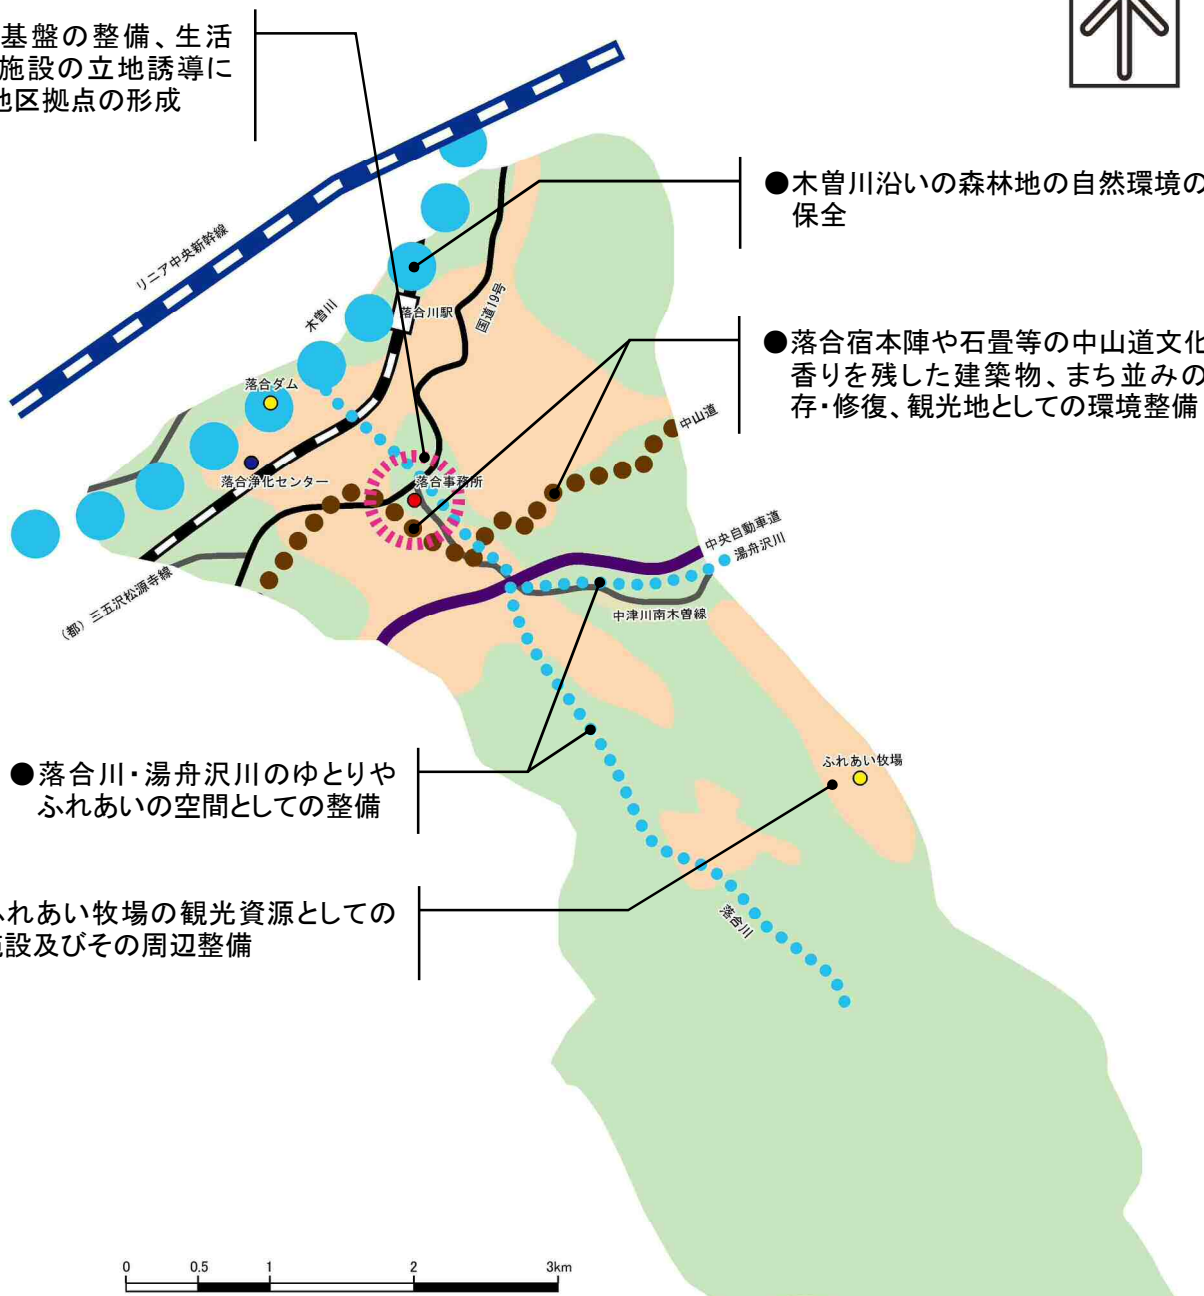 基盤の整備、生活
施設の立地誘導に
地区拠点の形成
●木曽川沿いの森林地の自然環境の
保全
リニア中央新幹線
木曽川
落合川駅
国道19号
●落合宿本陣や石畳等の中山道文化
香りを残した建築物、まち並みの
存・修復、観光地としての環境整備
落合ダム
中山道
落合浄化センター
落合事務所
中央自動車道
湯舟沢川
(都)三五沢松源寺線
中津川南木曽線
●落合川・湯舟沢川のゆとりや
ふれあいの空間としての整備
ふれあい牧場
ふれあい牧場の観光資源としての
施設及びその周辺整備
落合川
0 0.5 1 2 3km